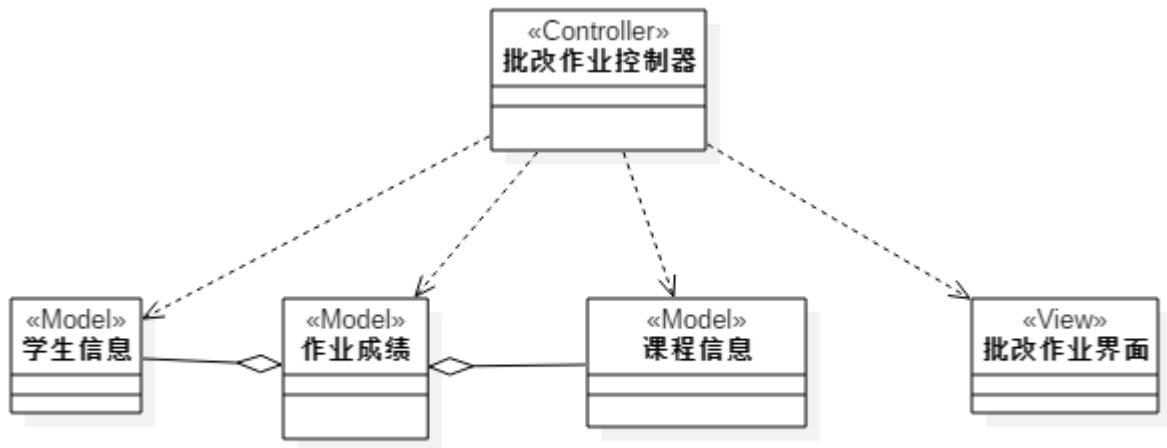 «Controller»
批改作业控制器
«Model»
学生信息
«Model»
作业成绩
«Model»
课程信息
«View»
批改作业界面